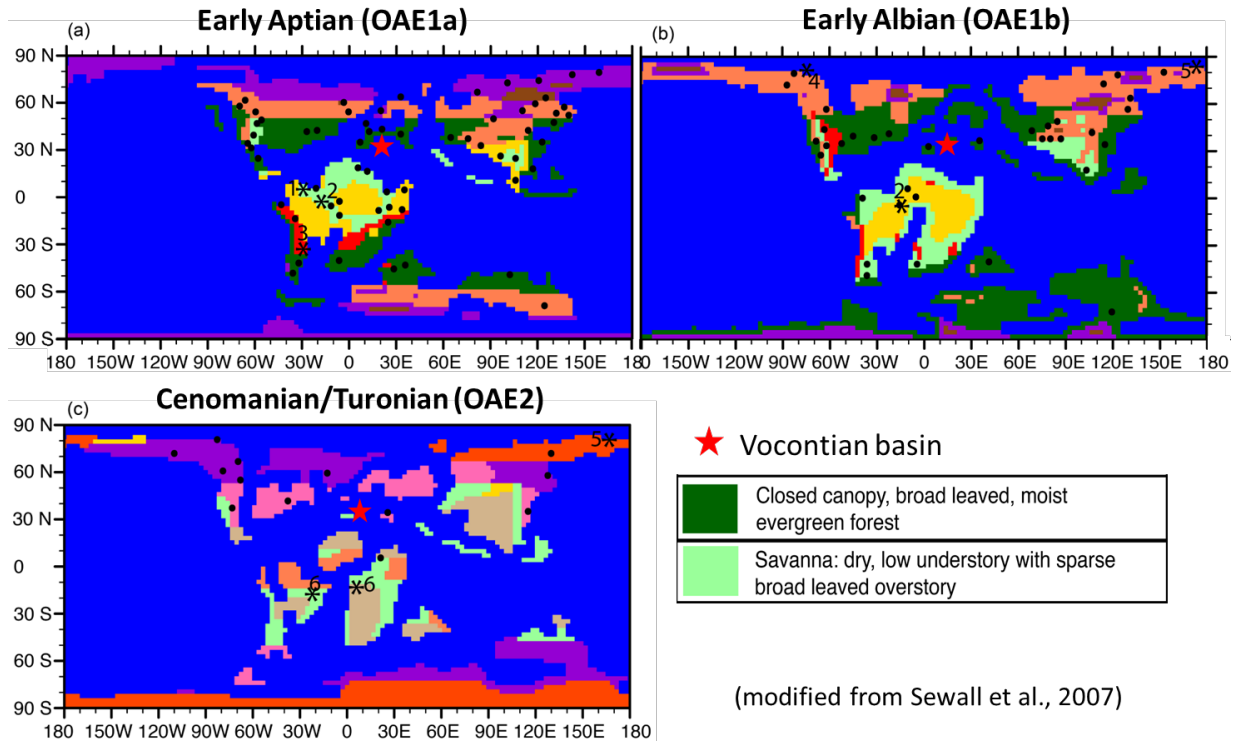 Early Aptian (OAE1a)
Early Albian (OAE1b)
(a)
(b)
90 N
60 N
30 N
0
30 S
60 S
90 S
1
2
3
180 150W 120W 90W 60W 30W 0 30E 60E 90E 120E 150E 180
4
5
2
180 150W 120W 90W 60W 30W 0 30E 60E 90E 120E 150E 180
Cenomanian/Turonian (OAE2)
(c)
90 N
60 N
30 N
0
30 S
60 S
90 S
5
6
6
180 150W 120W 90W 60W 30W 0 30E 60E 90E 120E 150E 180
Vocontian basin
Closed canopy, broad leaved, moist
evergreen forest
Savanna: dry, low understory with sparse
broad leaved overstory
(modified from Sewall et al., 2007)